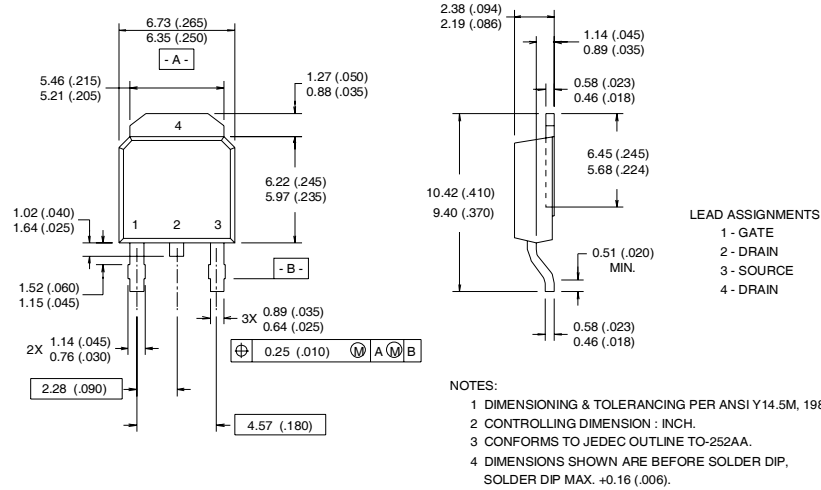 6.73 (.265)
6.35 (.250)
- A -
5.46 (.215)
5.21 (.205)
1.27 (.050)
0.88 (.035)
4
6.22 (.245)
5.97 (.235)
1.02 (.040)
1.64 (.025)
1 2 3
1.52 (.060)
1.15 (.045)
- B -
3X 0.89 (.035)
0.64 (.025)
2X 1.14 (.045)
0.76 (.030)
0.25 (.010) M A M B
2.28 (.090)
4.57 (.180)
2.38 (.094)
2.19 (.086)
1.14 (.045)
0.89 (.035)
0.58 (.023)
0.46 (.018)
6.45 (.245)
5.68 (.224)
10.42 (.410)
9.40 (.370)
0.51 (.020)
MIN.
0.58 (.023)
0.46 (.018)
LEAD ASSIGNMENTS
1 - GATE
2 - DRAIN
3 - SOURCE
4 - DRAIN
NOTES:
1 DIMENSIONING & TOLERANCING PER ANSI Y14.5M, 198
2 CONTROLLING DIMENSION : INCH.
3 CONFORMS TO JEDEC OUTLINE TO-252AA.
4 DIMENSIONS SHOWN ARE BEFORE SOLDER DIP,
SOLDER DIP MAX. +0.16 (.006).